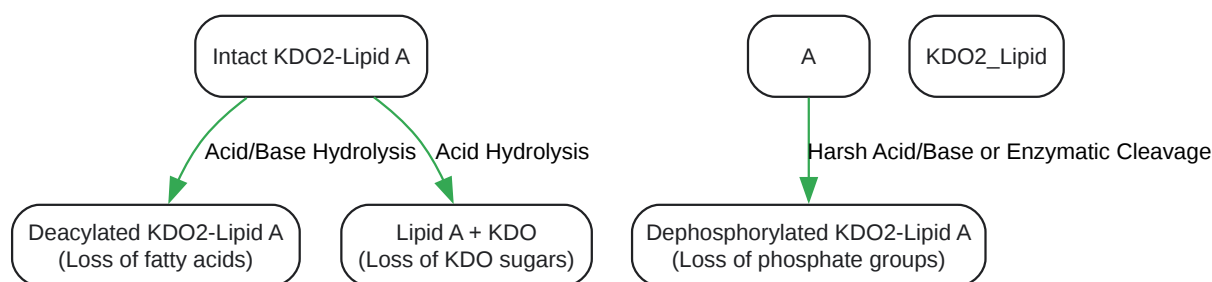 Intact KDO2-Lipid A
A
KDO2_Lipid
Acid/Base Hydrolysis
Acid Hydrolysis
Harsh Acid/Base or Enzymatic Cleavage
Deacylated KDO2-Lipid A
(Loss of fatty acids)
Lipid A + KDO
(Loss of KDO sugars)
Dephosphorylated KDO2-Lipid A
(Loss of phosphate groups)